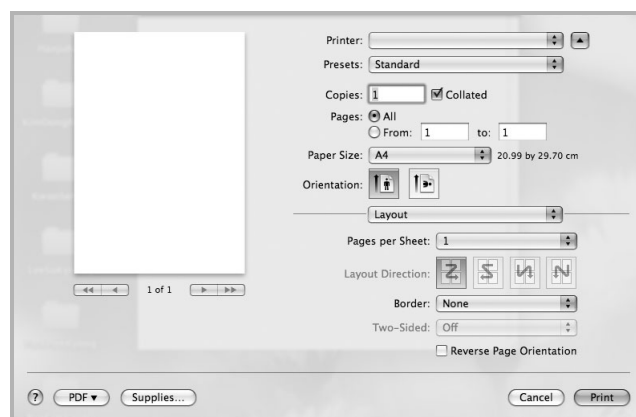 Printer:
Presets: Standard
Copies: 1 Collated
Pages: All
From: 1 to: 1
Paper Size: A4 20.99 by 29.70 cm
Orientation:
Layout
Pages per Sheet: 1
Layout Direction:
1 of 1
Border: None
Two-Sided: Off
Reverse Page Orientation
? PDF Supplies... Cancel Print